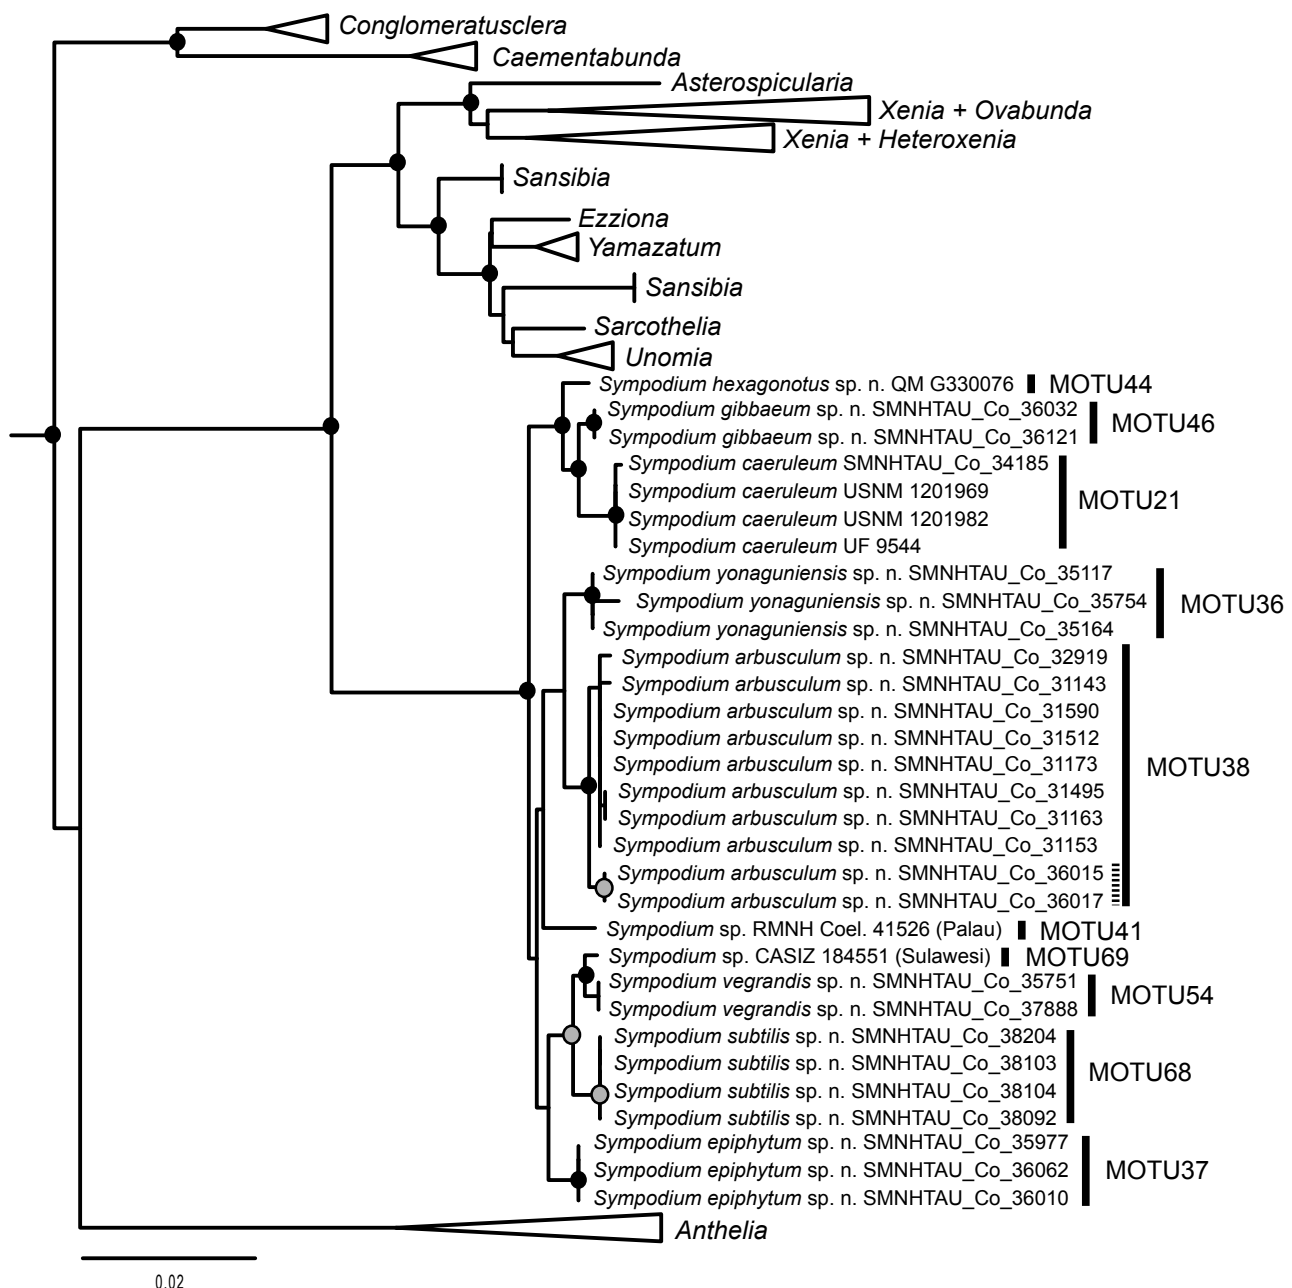 Conglomeratusclera
Caementabunda
Asterospicularia
Xenia + Ovabunda
Xenia + Heteroxenia
Sansibia
Ezziona
Yamazatum
Sansibia
Sarcothelia
Unomia
Sympodium hexagonotus sp. n. QM G330076 MOTU44
Sympodium gibbaeum sp. n. SMNHTAU_Co_36032
MOTU46
Sympodium gibbaeum sp. n. SMNHTAU_Co_36121
Sympodium caeruleum SMNHTAU_Co_34185
Sympodium caeruleum USNM 1201969
MOTU21
Sympodium caeruleum USNM 1201982
Sympodium caeruleum UF 9544
Sympodium yonaguniensis sp. n. SMNHTAU_Co_35117
Sympodium yonaguniensis sp. n. SMNHTAU_Co_35754
MOTU36
Sympodium yonaguniensis sp. n. SMNHTAU_Co_35164
Sympodium arbusculum sp. n. SMNHTAU_Co_32919
Sympodium arbusculum sp. n. SMNHTAU_Co_31143
Sympodium arbusculum sp. n. SMNHTAU_Co_31590
Sympodium arbusculum sp. n. SMNHTAU_Co_31512
Sympodium arbusculum sp. n. SMNHTAU_Co_31173
MOTU38
Sympodium arbusculum sp. n. SMNHTAU_Co_31495
Sympodium arbusculum sp. n. SMNHTAU_Co_31163
Sympodium arbusculum sp. n. SMNHTAU_Co_31153
Sympodium arbusculum sp. n. SMNHTAU_Co_36015
Sympodium arbusculum sp. n. SMNHTAU_Co_36017
Sympodium sp. RMNH Coel. 41526 (Palau) MOTU41
Sympodium sp. CASIZ 184551 (Sulawesi) MOTU69
Sympodium vegrandis sp. n. SMNHTAU_Co_35751
MOTU54
Sympodium vegrandis sp. n. SMNHTAU_Co_37888
Sympodium subtilis sp. n. SMNHTAU_Co_38204
Sympodium subtilis sp. n. SMNHTAU_Co_38103
MOTU68
Sympodium subtilis sp. n. SMNHTAU_Co_38104
Sympodium subtilis sp. n. SMNHTAU_Co_38092
Sympodium epiphytum sp. n. SMNHTAU_Co_35977
Sympodium epiphytum sp. n. SMNHTAU_Co_36062
MOTU37
Sympodium epiphytum sp. n. SMNHTAU_Co_36010
Anthelia
0.02